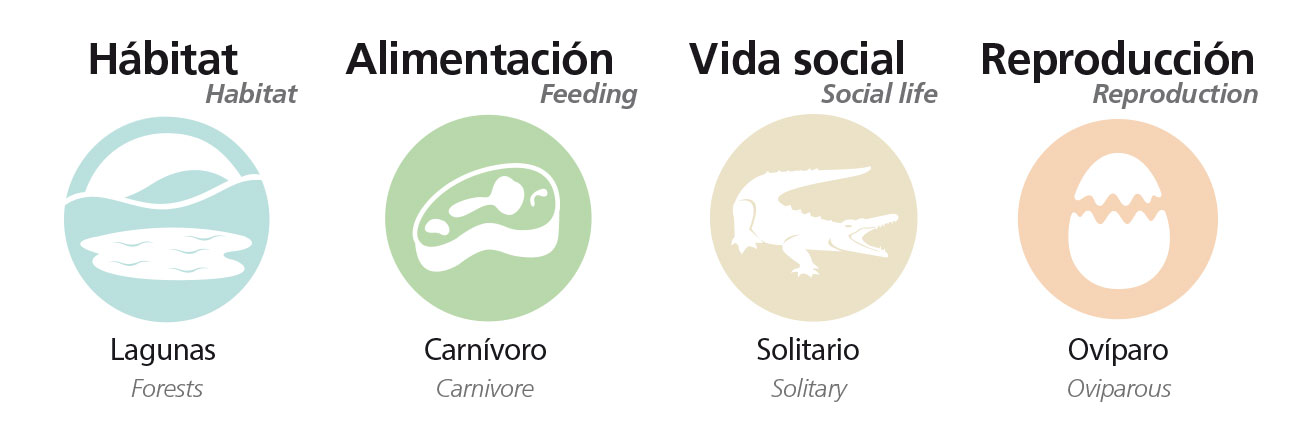 Hábitat
Habitat
Lagunas
Forests
Alimentación
Feeding
Carnívoro
Carnivore
Vida social
Social life
Solitario
Solitary
Reproducción
Reproduction
Ovíparo
Oviparous